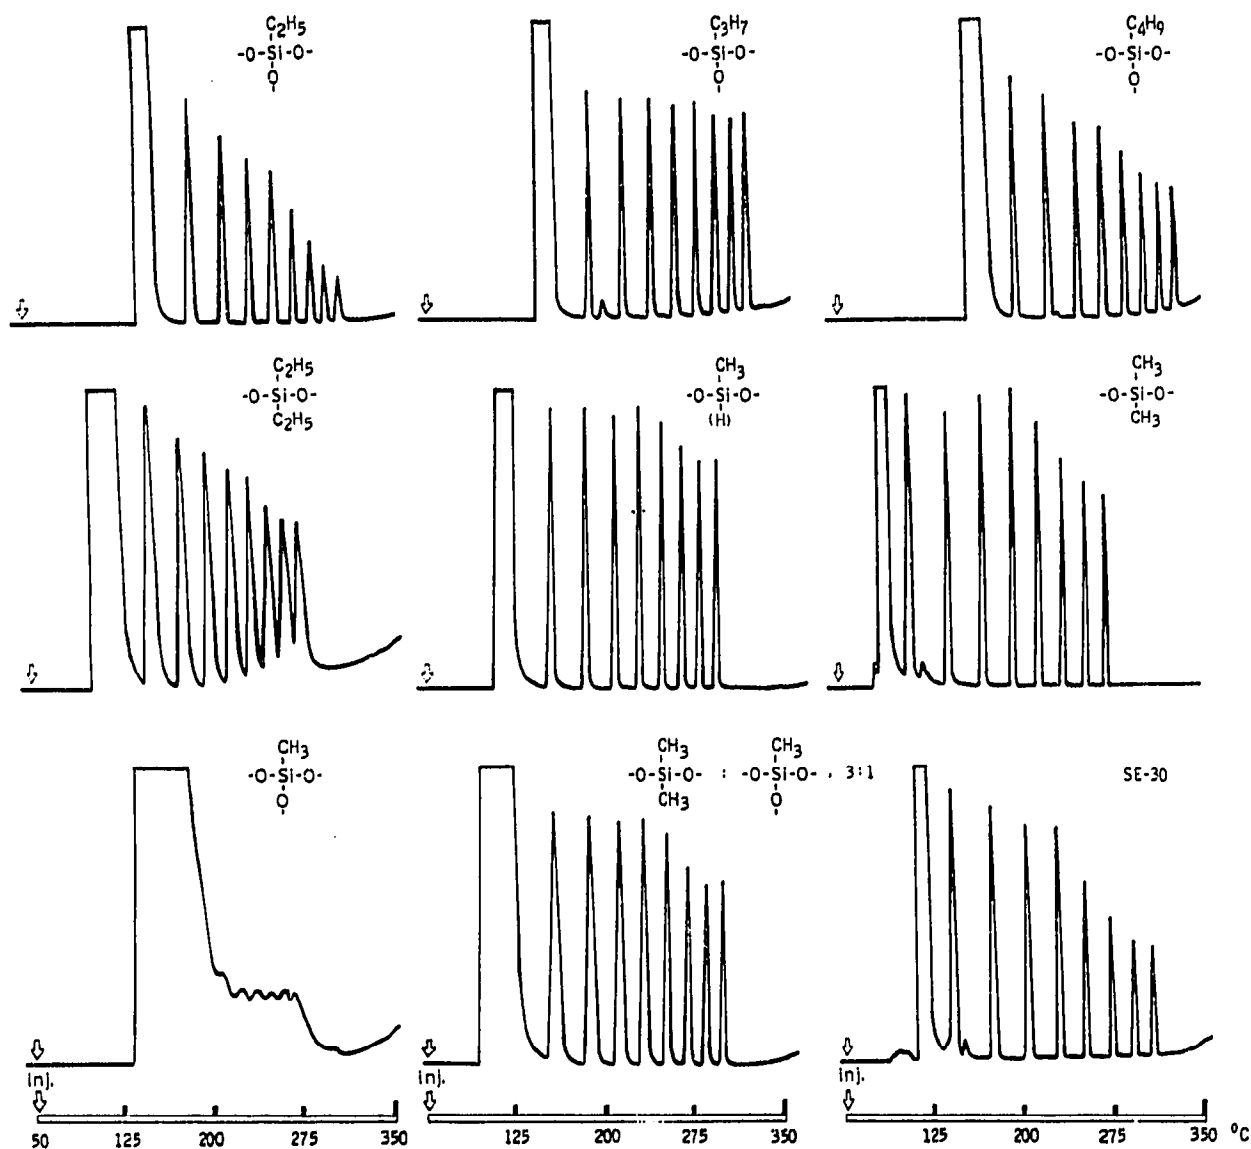 C2H5
-O-Si-O-
O
C3H7
-O-Si-O-
O
C4H9
-O-Si-O-
O
C2H5
-O-Si-O-
C2H5
CH3
-O-Si-O-
(H)
CH3
-O-Si-O-
CH3
CH3
-O-Si-O-
O
CH3
-O-Si-O-
CH3
:
CH3
-O-Si-O-
O
, 3:1
SE-30
inj.
inj.
inj.
50 125 200 275 350
125 200 275 350
125 200 275 350 °C